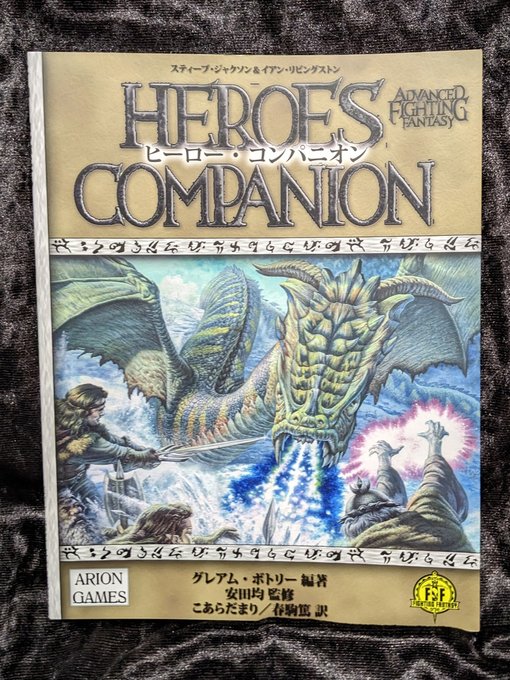 スティーブ・ジャクソン&イアン・リビングストン
HEROES
ADVANCED
FIGHTING
FANTASY
ヒーロー・コンパニオン
COMPANION
グレアム・ボトリー 編著
安田均 監修
こあらだまり/春駒篤 訳
ARION
GAMES
FF
FIGHTING FANTASY